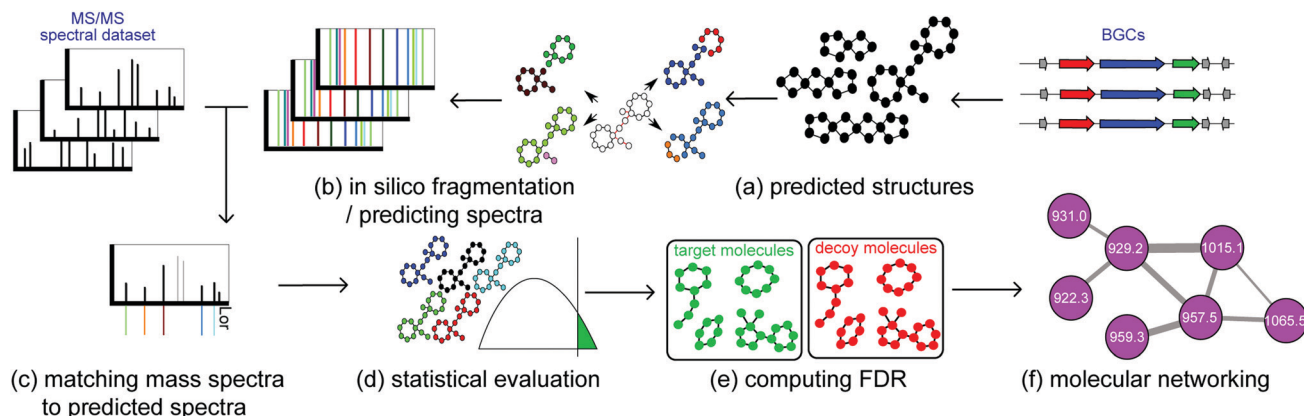 MS/MS
spectral dataset
BGCs
(b) in silico fragmentation
/ predicting spectra
(a) predicted structures
Lor
target molecules
decoy molecules
931.0
929.2
1015.1
922.3
959.3
957.5
1065.5
(c) matching mass spectra
to predicted spectra
(d) statistical evaluation
(e) computing FDR
(f) molecular networking